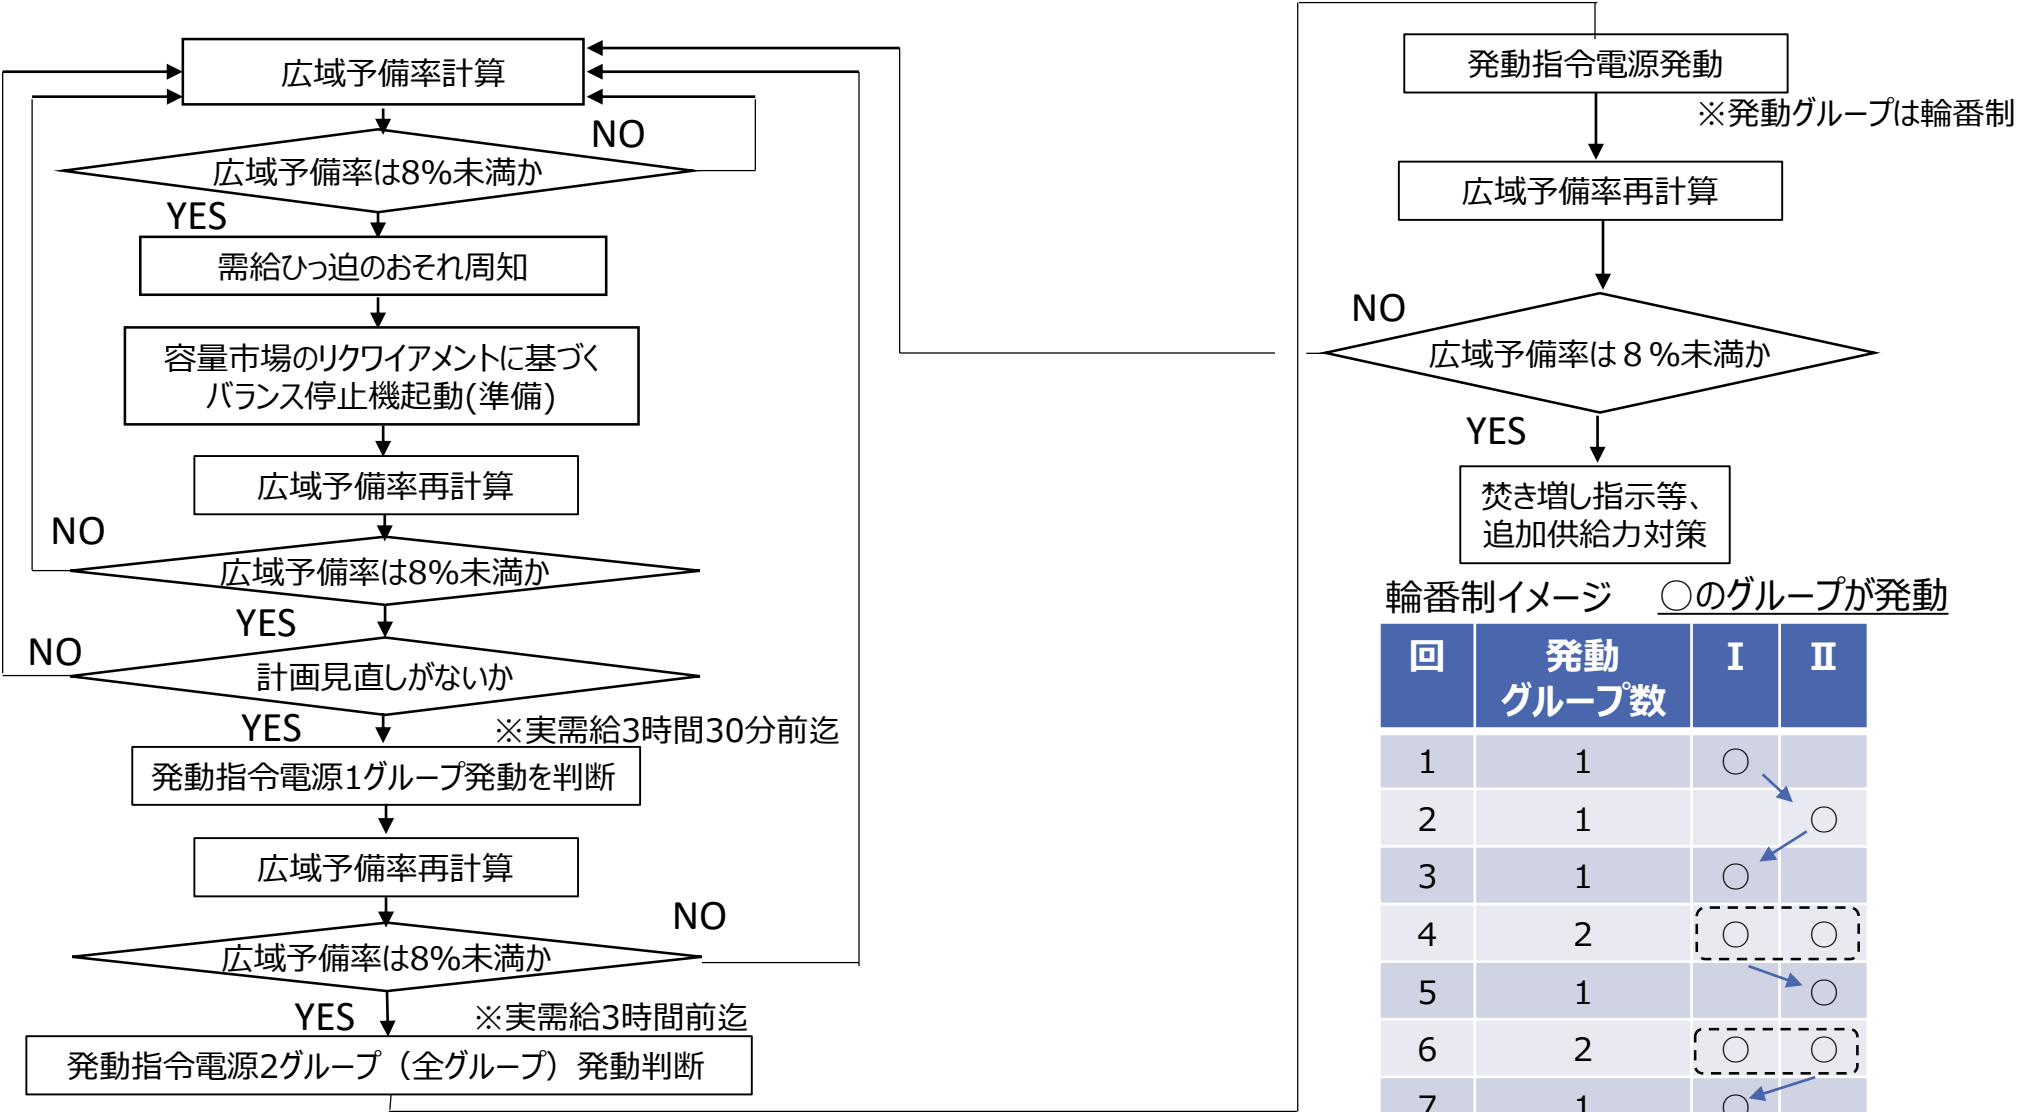 広域予備率計算
NO
広域予備率は8%未満か
YES
需給ひっ迫のおそれ周知
容量市場のリクワイアメントに基づく
バランス停止機起動(準備)
広域予備率再計算
NO
広域予備率は8%未満か
YES
NO
計画見直しがないか
YES
※実需給3時間30分前迄
発動指令電源1グループ発動を判断
広域予備率再計算
NO
広域予備率は8%未満か
YES
※実需給3時間前迄
発動指令電源2グループ（全グループ）発動判断
発動指令電源発動
※発動グループは輪番制
広域予備率再計算
NO
広域予備率は８%未満か
YES
焚き増し指示等、
追加供給力対策
輪番制イメージ ○のグループが発動
回 発動 Ⅰ Ⅱ
グループ数
1 1 ○
2 1 ○
3 1 ○
4 2 ○ ○
5 1 ○
6 2 ○ ○
7 1 ○